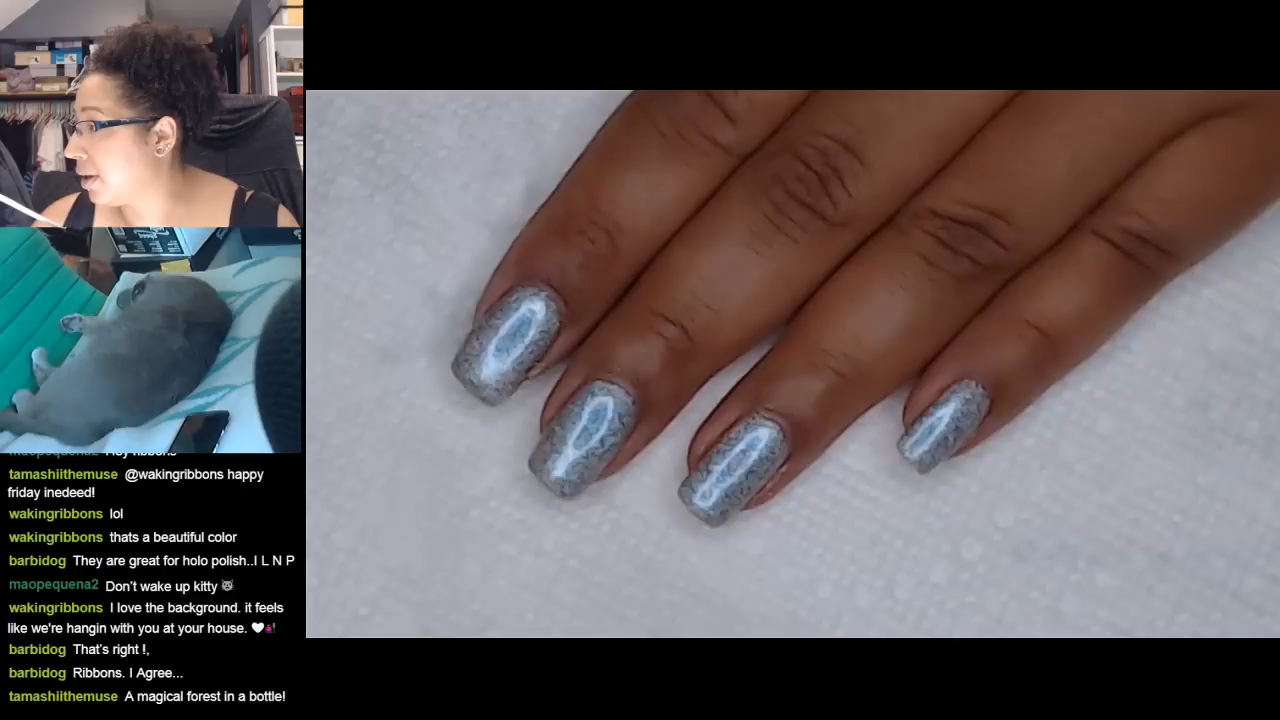 tamashiithemuse @wakingribbons happy
friday inedeed!
wakingribbons lol
wakingribbons thats a beautiful color
barbidog They are great for holo polish..I L N P
maopequena2 Don't wake up kitty
wakingribbons I love the background. it feels
like we're hangin with you at your house.
barbidog That's right !,
barbidog Ribbons. I Agree...
tamashiithemuse A magical forest in a bottle!